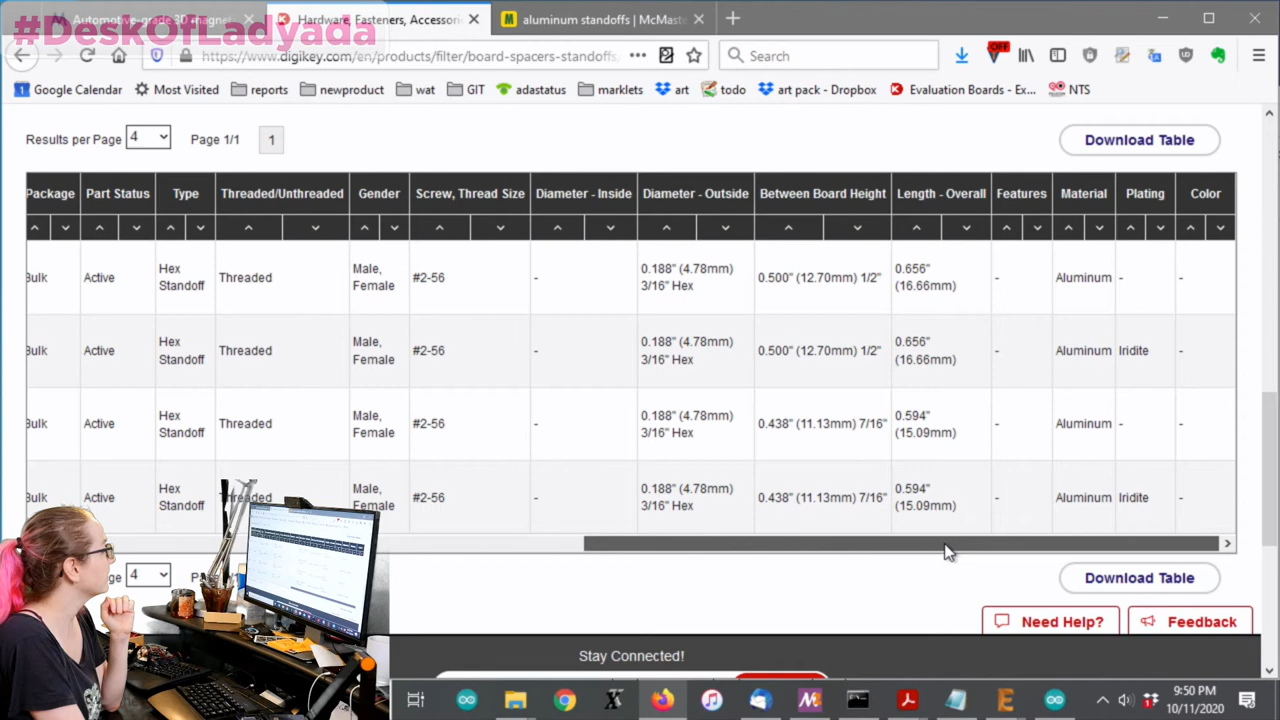 #DeskOfLadyada
Automotive-grade 3D magnet
Hardware, Fasteners, Accessorie
aluminum standoffs | McMaste
https://www.digikey.com/en/products/filter/board-spacers-standoffs,
Search
OFF
Google Calendar
Most Visited
reports
newproduct
wat
GIT
adastatus
marklets
art
todo
art pack - Dropbox
Evaluation Boards - Ex...
NTS
Results per Page 4
Page 1/1
1
Download Table
Package Part Status Type Threaded/Unthreaded Gender Screw, Thread Size Diameter - Inside Diameter - Outside Between Board Height Length - Overall Features Material Plating Color
Bulk Active Hex Standoff Threaded Male, Female #2-56 - 0.188" (4.78mm) 3/16" Hex 0.500" (12.70mm) 1/2" 0.656" (16.66mm) - Aluminum - -
Bulk Active Hex Standoff Threaded Male, Female #2-56 - 0.188" (4.78mm) 3/16" Hex 0.500" (12.70mm) 1/2" 0.656" (16.66mm) - Aluminum Iridite -
Bulk Active Hex Standoff Threaded Male, Female #2-56 - 0.188" (4.78mm) 3/16" Hex 0.438" (11.13mm) 7/16" 0.594" (15.09mm) - Aluminum - -
Bulk Active Hex Standoff Threaded Male, Female #2-56 - 0.188" (4.78mm) 3/16" Hex 0.438" (11.13mm) 7/16" 0.594" (15.09mm) - Aluminum Iridite -
4
Download Table
Need Help?
Feedback
Stay Connected!
9:50 PM
10/11/2020